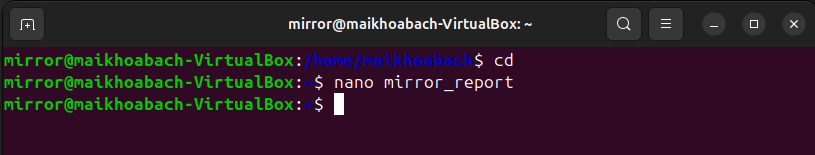 mirror@maikhoabach-VirtualBox: ~
mirror@maikhoabach-VirtualBox:/home/maikhoabach$ cd
mirror@maikhoabach-VirtualBox:~$ nano mirror_report
mirror@maikhoabach-VirtualBox:~$